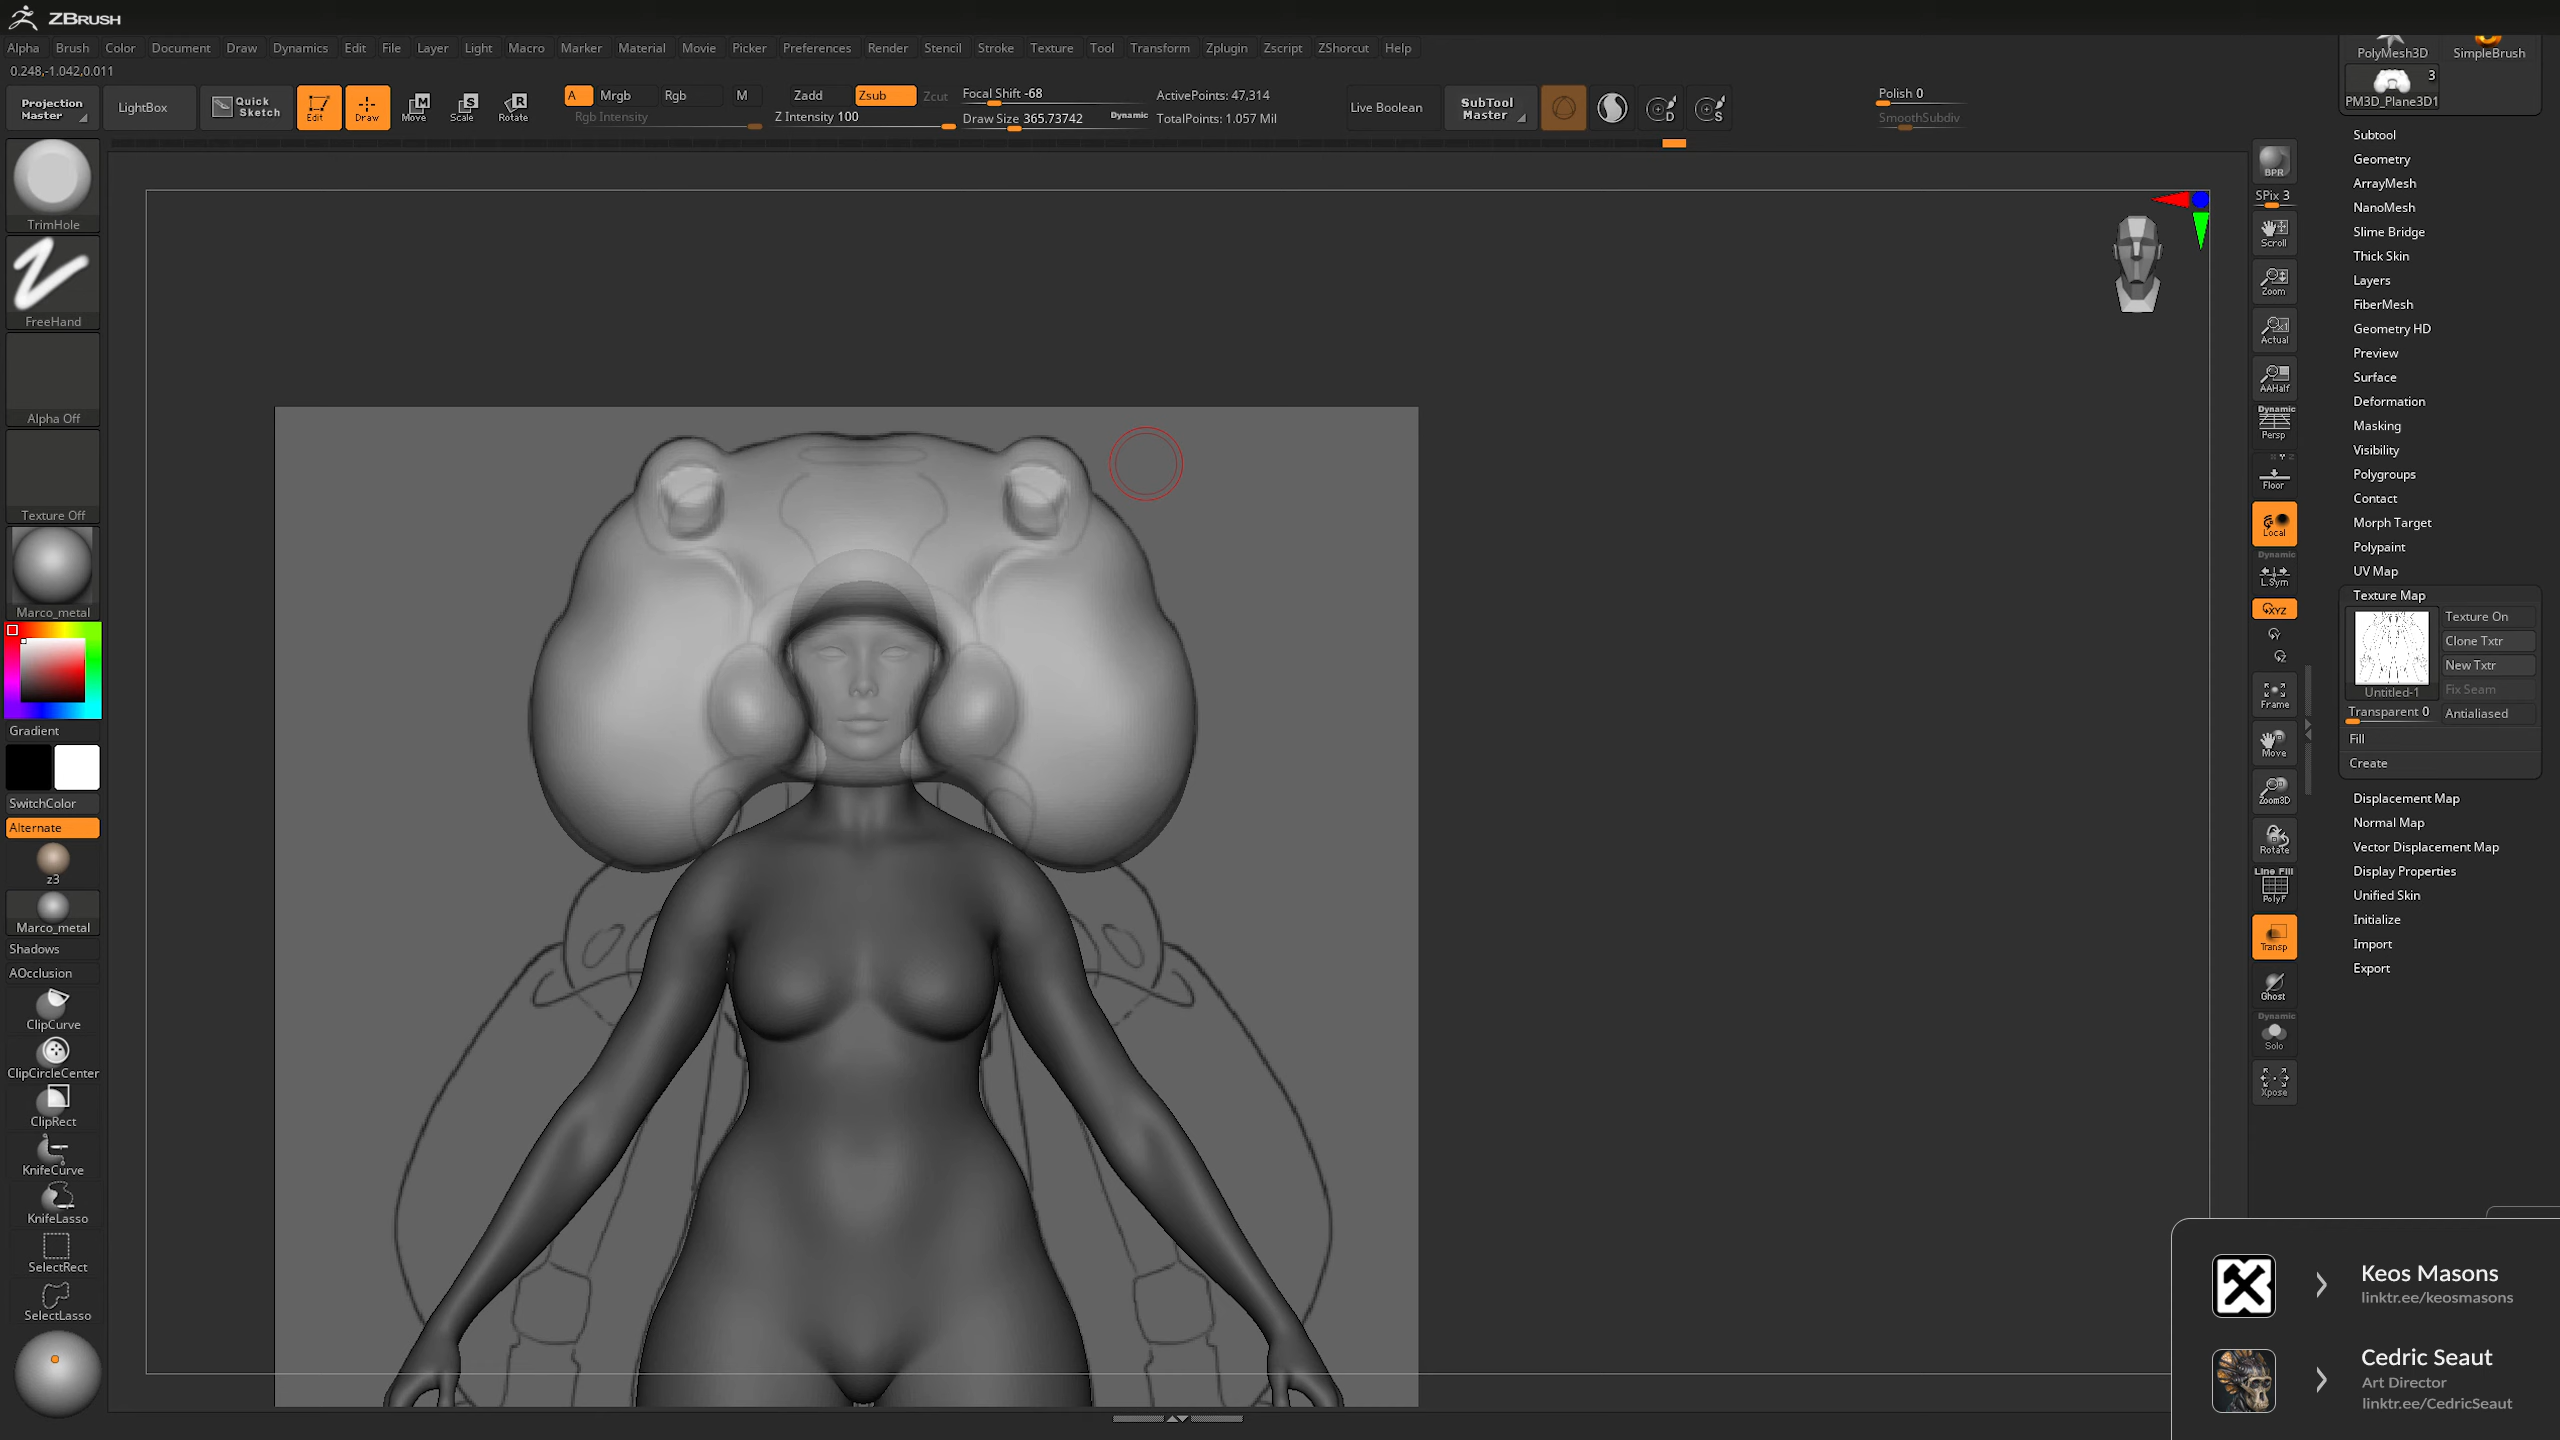 ZBRUSH
Alpha Brush Color Document Draw Dynamics Edit File Layer Light Macro Marker Material Movie Picker Preferences Render Stencil Stroke Texture Tool Transform Zplugin Zscript ZShorcut Help
0.248,-1.042,0.011
Projection Master
LightBox
Quick Sketch
Edit
Draw
Move
Scale
Rotate
A Mrgb Rgb M
Rgb Intensity
Zadd Zsub Zcut
Z Intensity 100
Focal Shift -68
Draw Size 365.73742
Dynamic
ActivePoints: 47,314
TotalPoints: 1.057 Mil
Live Boolean
SubTool Master
D
S
Polish 0
SmoothSubdiv
TrimHole
FreeHand
Alpha Off
Texture Off
Marco_metal
Gradient
SwitchColor
Alternate
z3
Marco_metal
Shadows
AOcclusion
ClipCurve
ClipCircleCenter
ClipRect
KnifeCurve
KnifeLasso
SelectRect
SelectLasso
BPR
SPix 3
Scroll
Zoom
Actual
AAHalf
Dynamic
Persp
Floor
Local
Dynamic
L.Sym
XYZ
Y
Z
Frame
Move
Zoom3D
Rotate
Line Fill
PolyF
Transp
Ghost
Dynamic
Solo
Xpose
PolyMesh3D
SimpleBrush
3
PM3D_Plane3D1
Subtool
Geometry
ArrayMesh
NanoMesh
Slime Bridge
Thick Skin
Layers
FiberMesh
Geometry HD
Preview
Surface
Deformation
Masking
Visibility
Polygroups
Contact
Morph Target
Polypaint
UV Map
Texture Map
Texture On
Clone Txtr
New Txtr
Untitled-1
Fix Seam
Transparent 0
Antialiased
Fill
Create
Displacement Map
Normal Map
Vector Displacement Map
Display Properties
Unified Skin
Initialize
Import
Export
Keos Masons
linktr.ee/keosmasons
Cedric Seaut
Art Director
linktr.ee/CedricSeaut